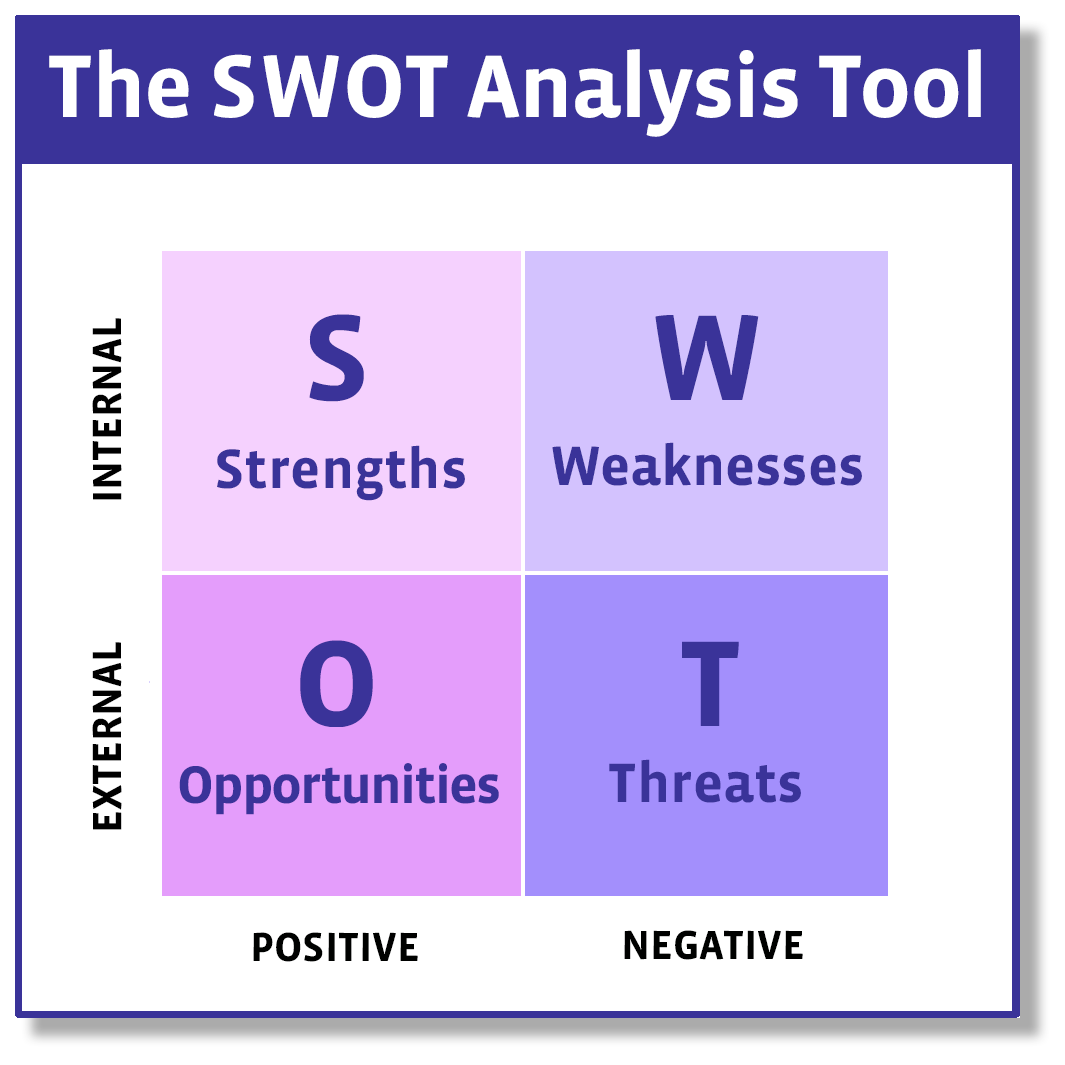 The SWOT Analysis Tool
INTERNAL
S
Strengths
W
Weaknesses
EXTERNAL
O
Opportunities
T
Threats
POSITIVE
NEGATIVE